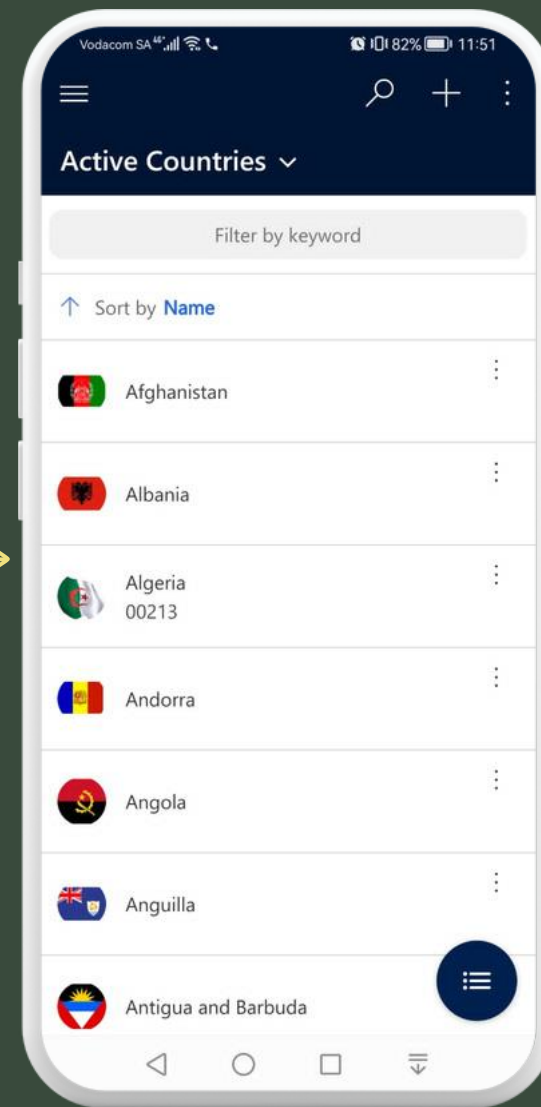 Vodacom SA 82% 11:51
Active Countries
Filter by keyword
Sort by Name
Afghanistan
Albania
Algeria
00213
Andorra
Angola
Anguilla
Antigua and Barbuda